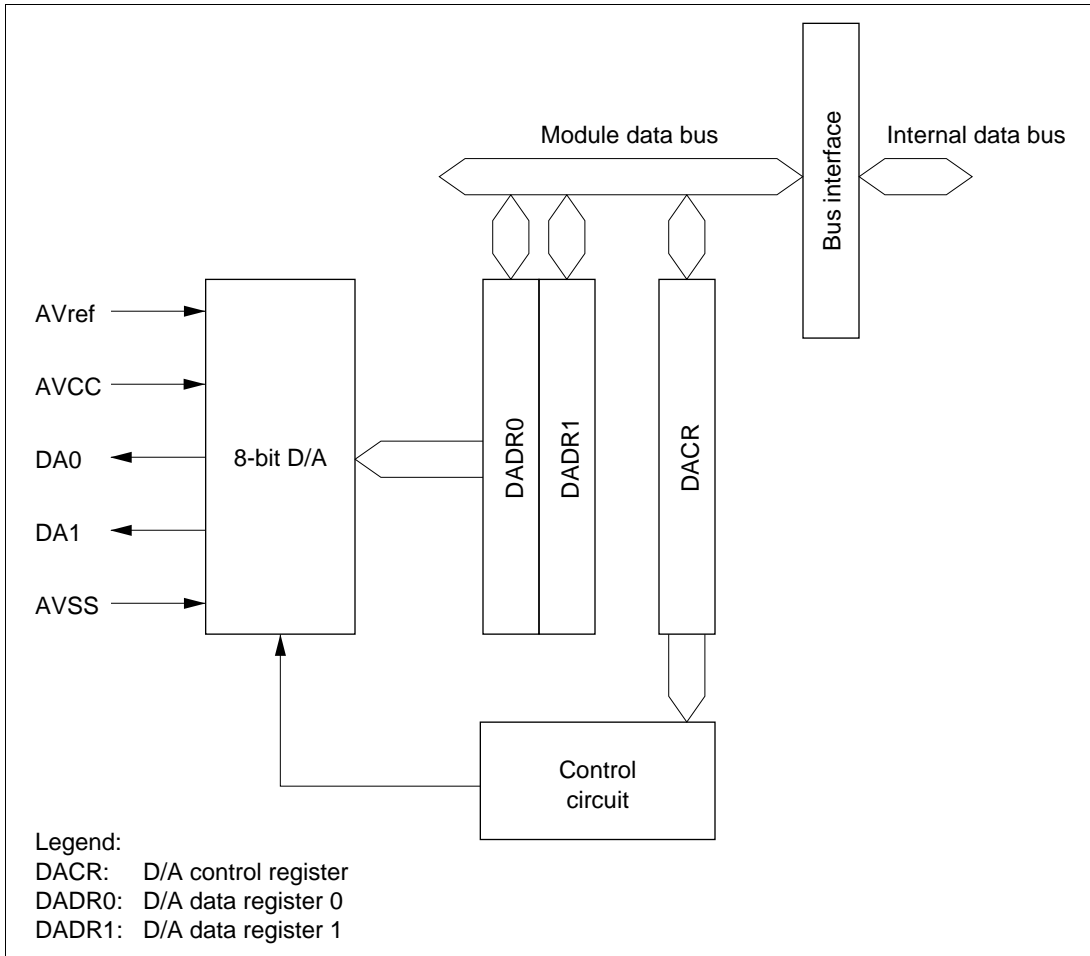 Module data bus
Internal data bus
Bus interface
AVref
AVCC
DA0
DA1
AVSS
8-bit D/A
DADR0
DADR1
DACR
Control
circuit
Legend:
DACR: D/A control register
DADR0: D/A data register 0
DADR1: D/A data register 1